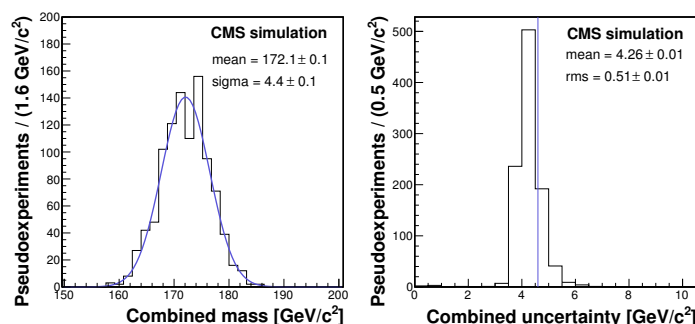 Pseudoexperiments / (1.6 GeV/c²)
200
180
160
140
120
100
80
60
40
20
0
CMS simulation
mean = 172.1 ± 0.1
sigma = 4.4 ± 0.1
150 160 170 180 190 200
Combined mass [GeV/c²]
Pseudoexperiments / (0.5 GeV/c²)
500
400
300
200
100
0
CMS simulation
mean = 4.26 ± 0.01
rms = 0.51 ± 0.01
0 2 4 6 8 10
Combined uncertainty [GeV/c²]